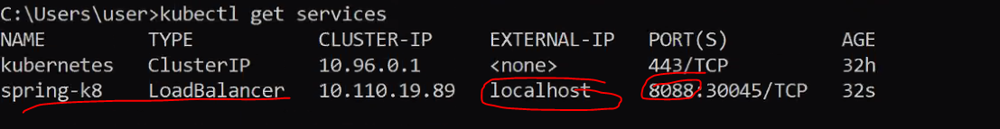 C:\Users\user>kubectl get services
NAME TYPE CLUSTER-IP EXTERNAL-IP PORT(S) AGE
kubernetes ClusterIP 10.96.0.1 <none> 443/TCP 32h
spring-k8 LoadBalancer 10.110.19.89 localhost 8088:30045/TCP 32s